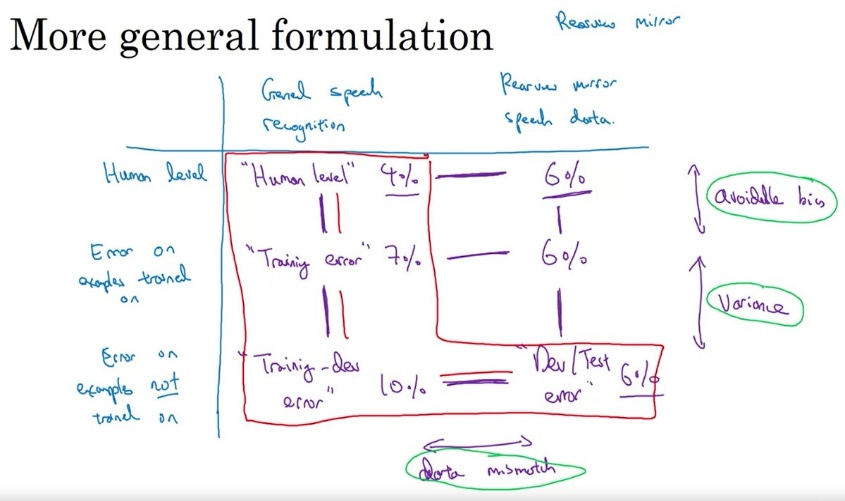 More general formulation
Rearview mirror
General speech
recognition
Rearview mirror
speech data.
Human level
"Human level" 4%
6%
avoidable bias
Error on
examples trained
on
"Training error" 7%
6%
Variance
Error on
examples not
trained on
"Training-dev
error"
10%
"Dev/Test
error"
6%
data mismatch